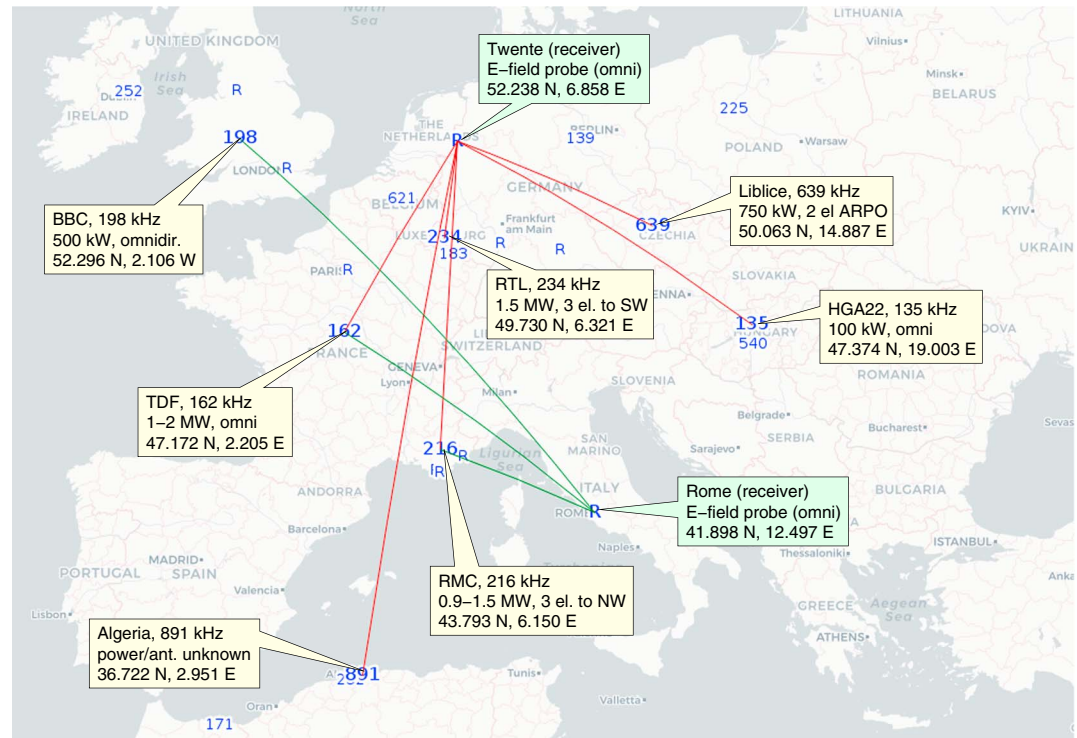 North
Sea
LITHUANIA
Vilnius
UNITED KINGDOM
Twente (receiver)
E−field probe (omni)
52.238 N, 6.858 E
Irish
Sea
Minsk
BELARUS
252
R
IRELAND
225
THE
NETHERLANDS
R
BERLIN
139
POLAND
Warsaw
198
LONDON
R
GERMANY
621
BELGIUM
Liblice, 639 kHz
750 kW, 2 el ARPO
50.063 N, 14.887 E
BBC, 198 kHz
500 kW, omnidir.
52.296 N, 2.106 W
Frankfurt
am Main
639
CZECHIA
KYIV
234
LUXEMBOURG
183
R
R
UKRAIN
PARIS
R
RTL, 234 kHz
1.5 MW, 3 el. to SW
49.730 N, 6.321 E
SLOVAKIA
ENNA
HGA22, 135 kHz
100 kW, omni
47.374 N, 19.003 E
135
HUNGARY
540
DOVA
162
FRANCE
LI
SWITZERLAND
GENEVA
Lyon
Milan
SLOVENIA
ROMANIA
TDF, 162 kHz
1−2 MW, omni
47.172 N, 2.205 E
Belgrade
SERBIA
Bucharest
Sevas
216
R
R
Ligurian
Sea
SAN
MARINO
Sarajevo
ANDORRA
ITALY
ROME
R
Rome (receiver)
E−field probe (omni)
41.898 N, 12.497 E
BULGARIA
Barcelona
Naples
Thessaloniki
ISTANBUL
MADRID
PORTUGAL
SPAIN
Valencia
RMC, 216 kHz
0.9−1.5 MW, 3 el. to NW
43.793 N, 6.150 E
Anka
Lisbon
GREECE
Aegean
Sea
ATHENS
Algeria, 891 kHz
power/ant. unknown
36.722 N, 2.951 E
891
Tunis
Oran
Valletta
171